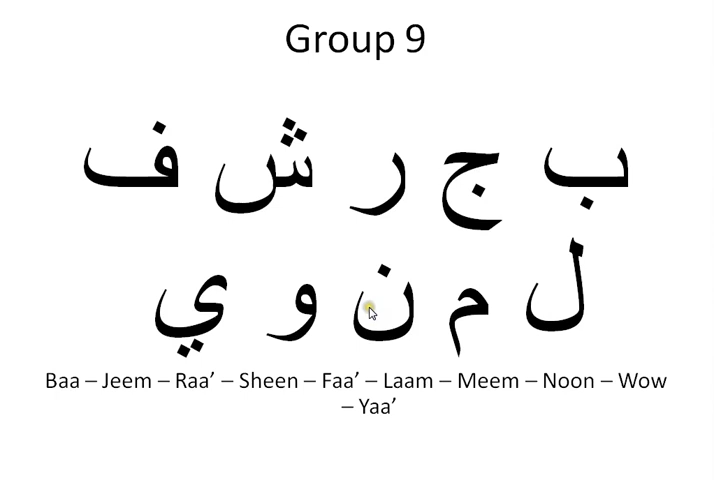 Group 9
ب ج ر ش ف
ل م ن و ي
Baa – Jeem – Raa’ – Sheen – Faa’ – Laam – Meem – Noon – Wow
– Yaa’